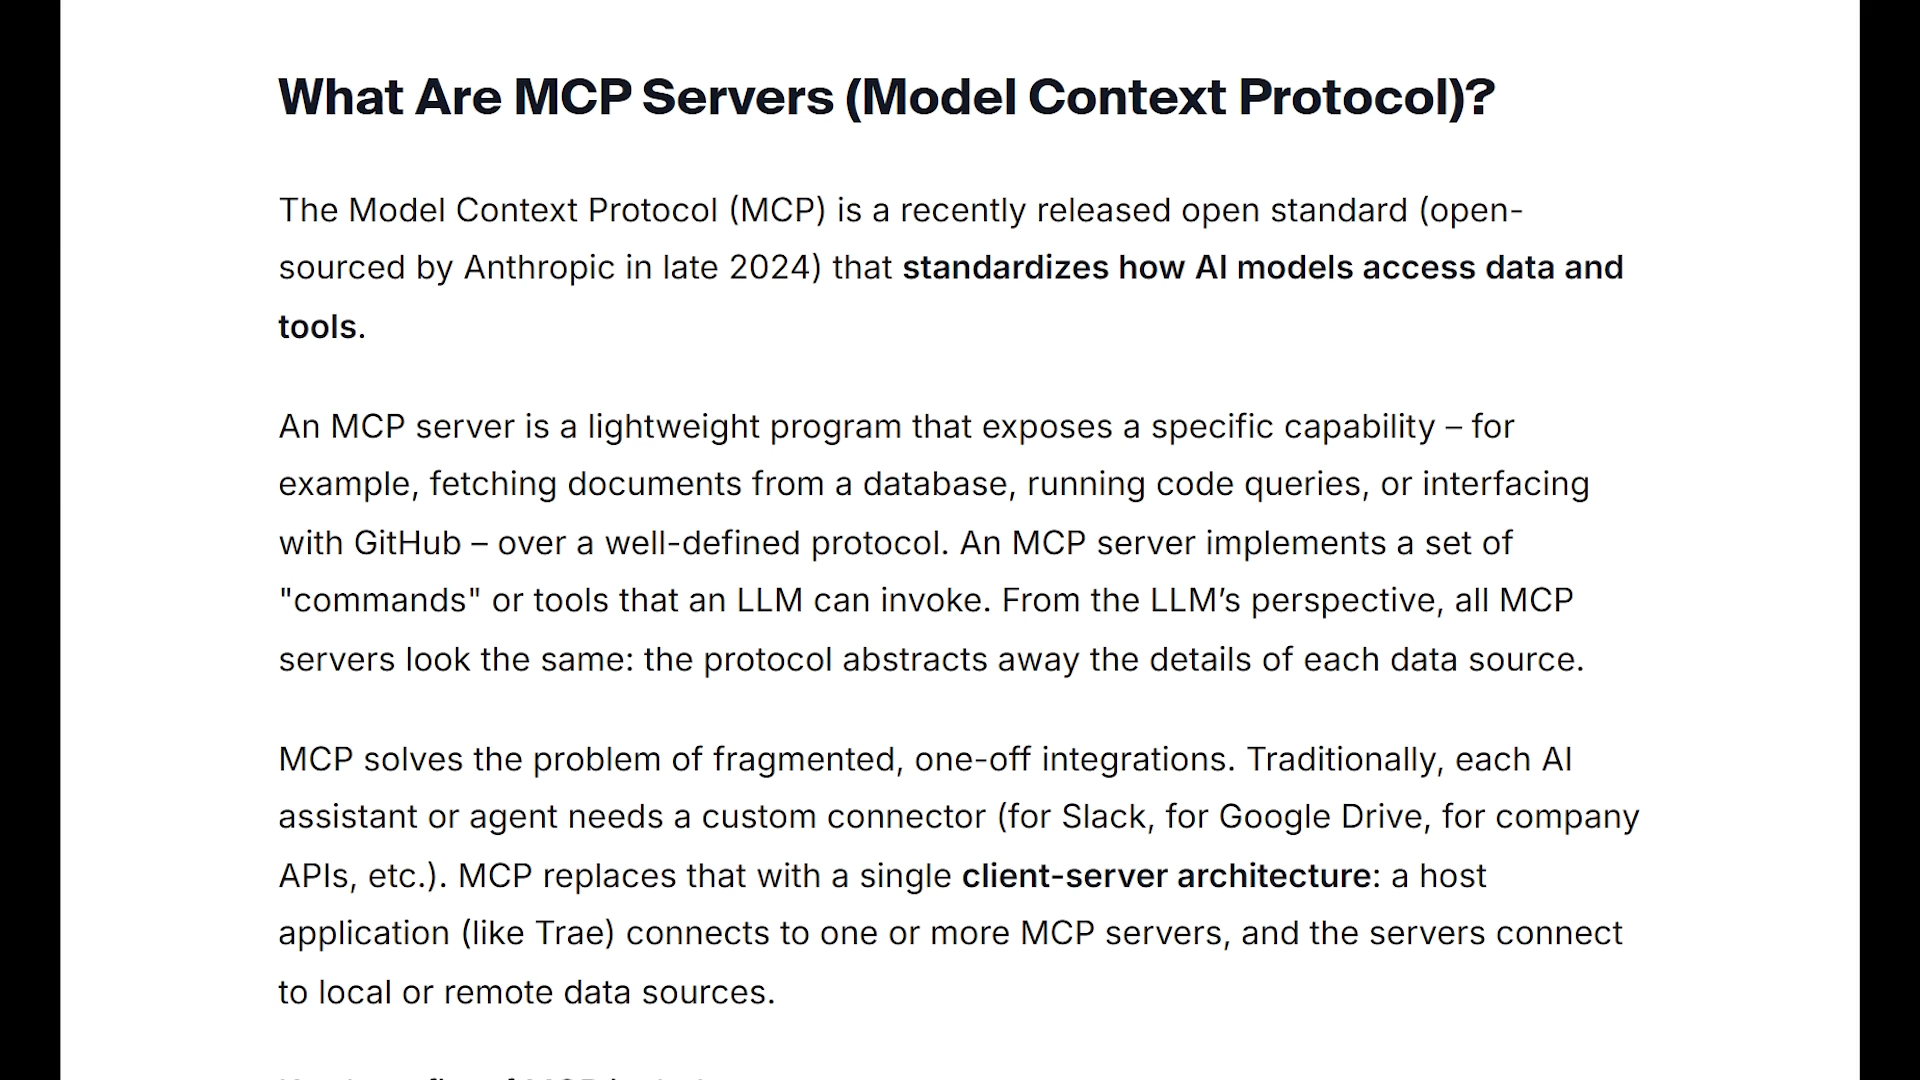 What Are MCP Servers (Model Context Protocol)?
The Model Context Protocol (MCP) is a recently released open standard (open-
sourced by Anthropic in late 2024) that standardizes how AI models access data and
tools.
An MCP server is a lightweight program that exposes a specific capability – for
example, fetching documents from a database, running code queries, or interfacing
with GitHub – over a well-defined protocol. An MCP server implements a set of
"commands" or tools that an LLM can invoke. From the LLM’s perspective, all MCP
servers look the same: the protocol abstracts away the details of each data source.
MCP solves the problem of fragmented, one-off integrations. Traditionally, each AI
assistant or agent needs a custom connector (for Slack, for Google Drive, for company
APIs, etc.). MCP replaces that with a single client-server architecture: a host
application (like Trae) connects to one or more MCP servers, and the servers connect
to local or remote data sources.